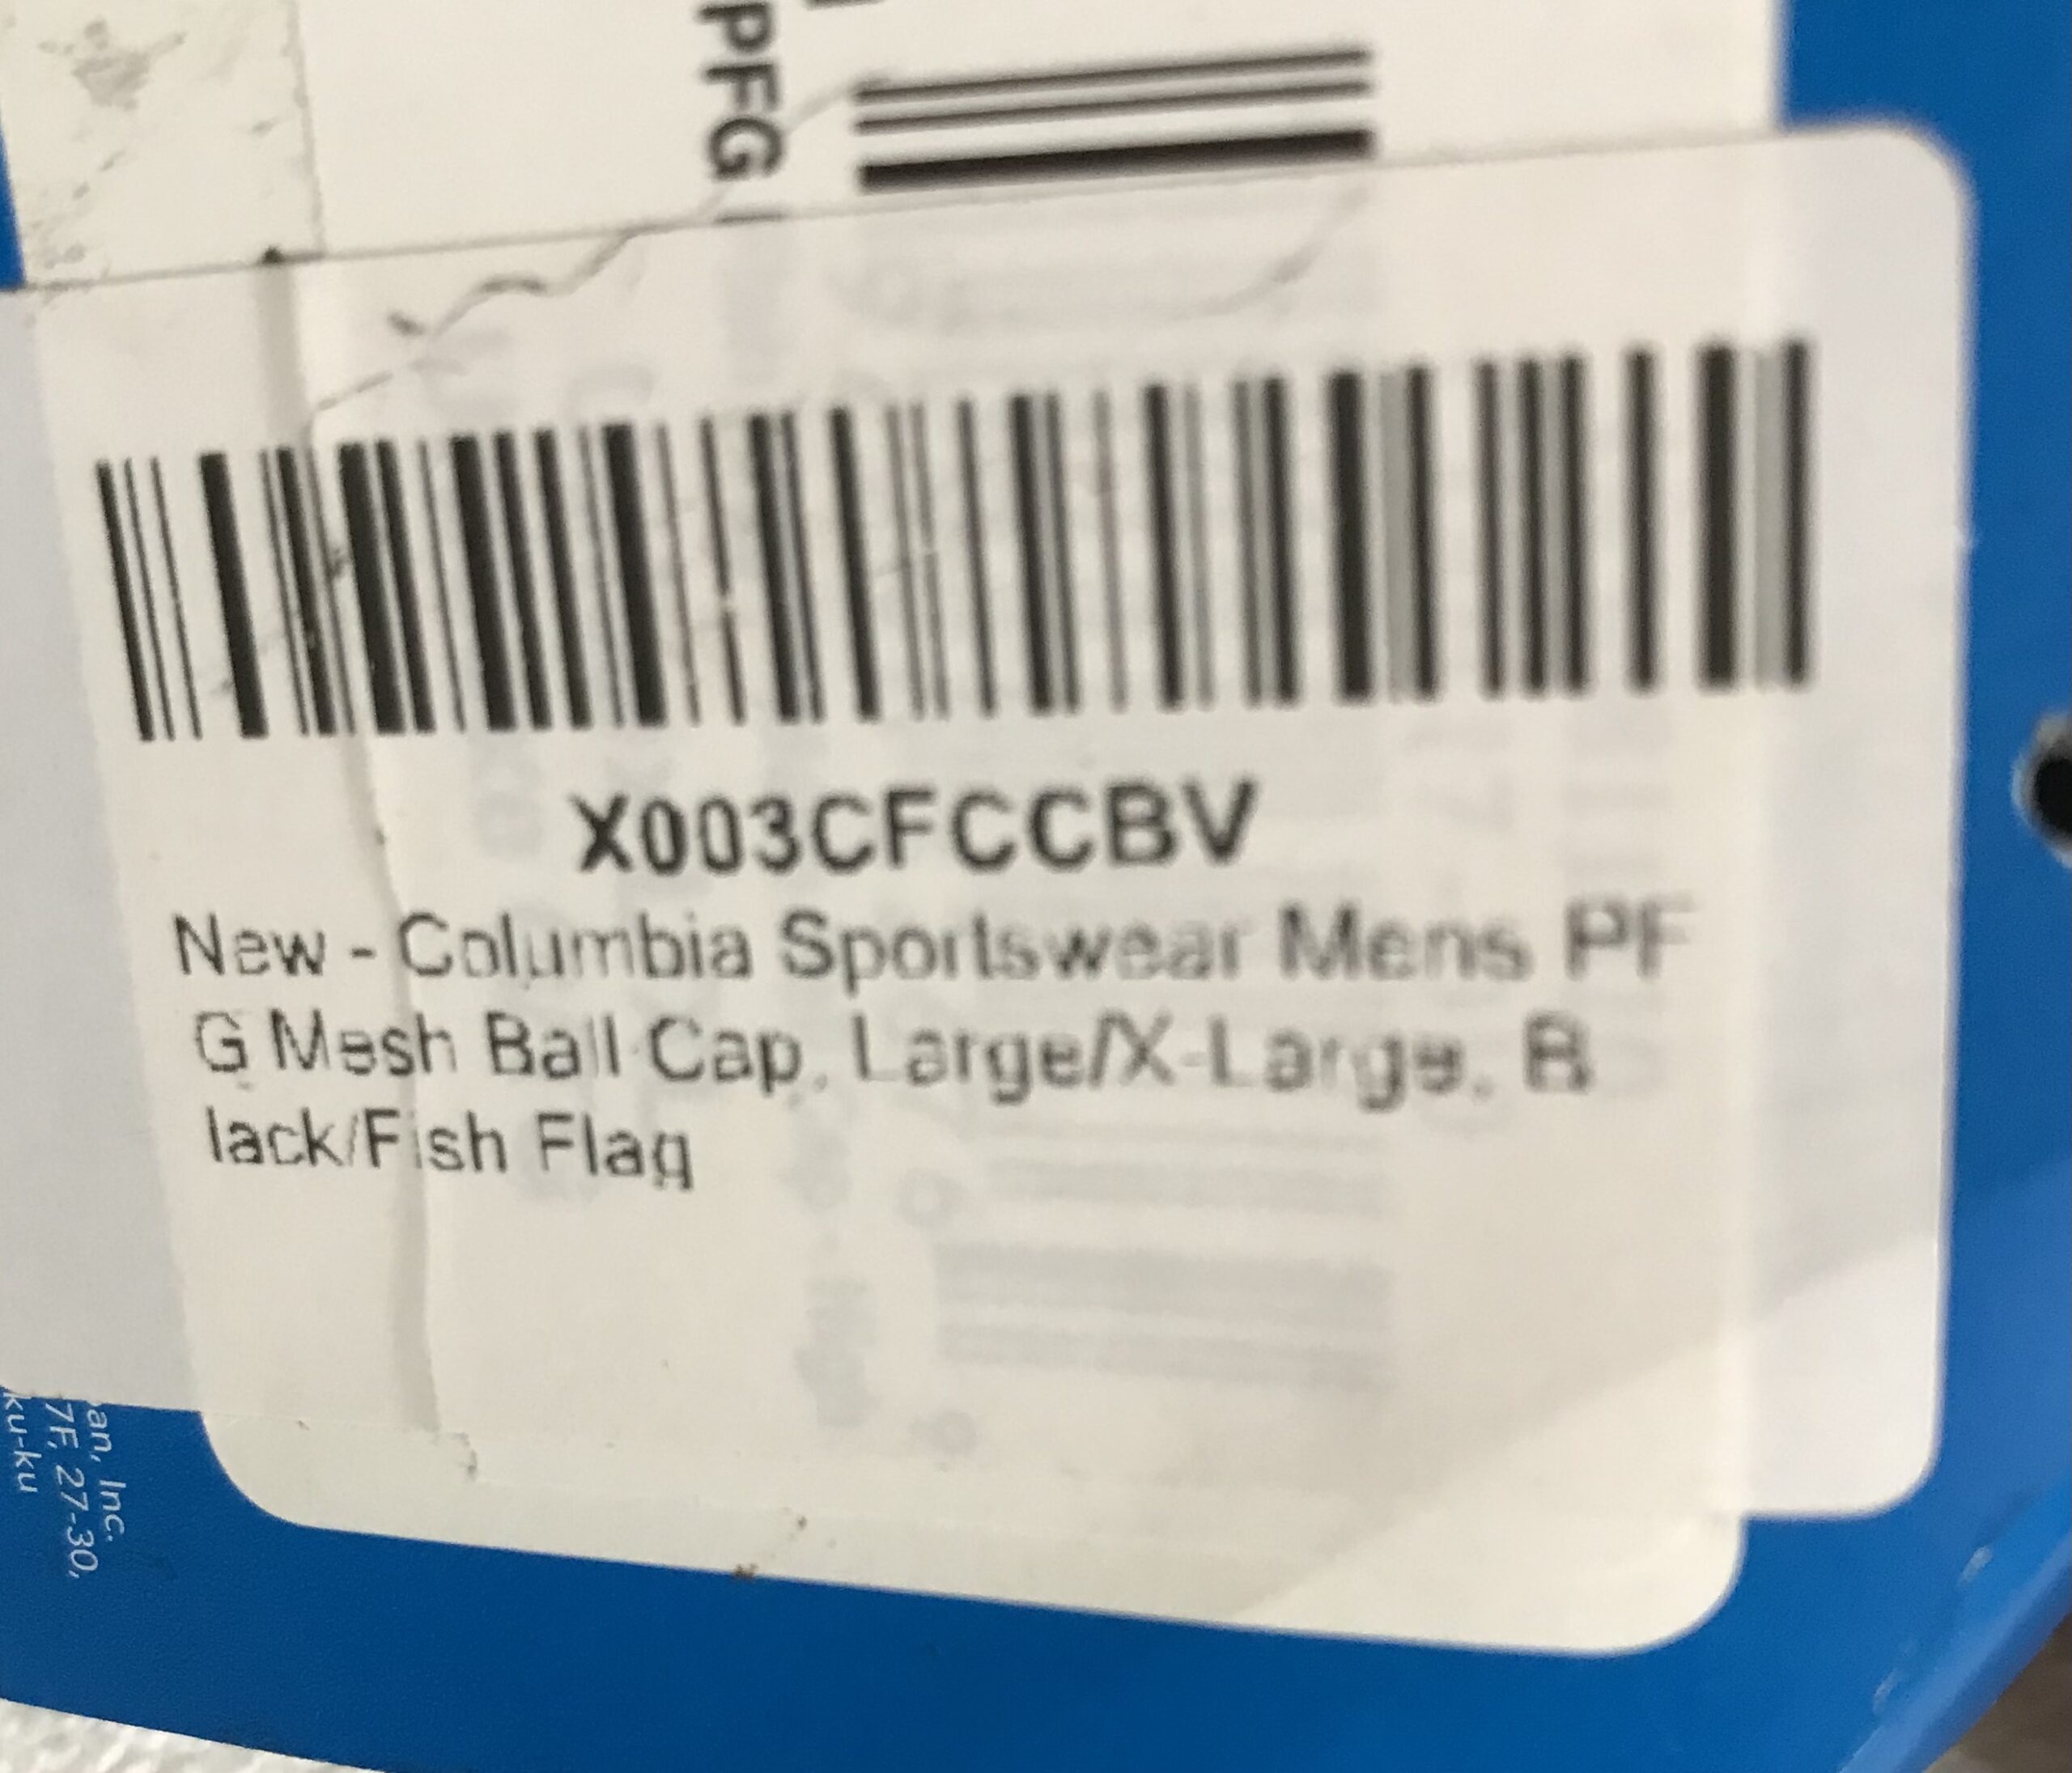 PFG
X003CFCCBV
New - Columbia Sportswear Mens PF
G Mesh Ball Cap, Large/X-Large, B
lack/Fish Flag
an, Inc.
7F, 27-30,
ku-ku